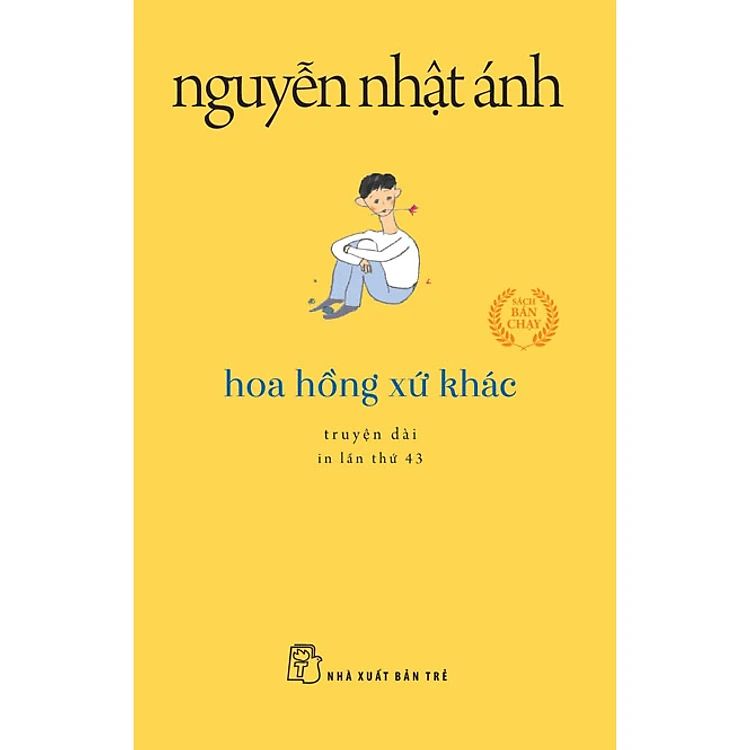 nguyễn nhật ánh
SÁCH
BÁN
CHẠY
hoa hồng xứ khác
truyện dài
in lần thứ 43
T
NHÀ XUẤT BẢN TRẺ